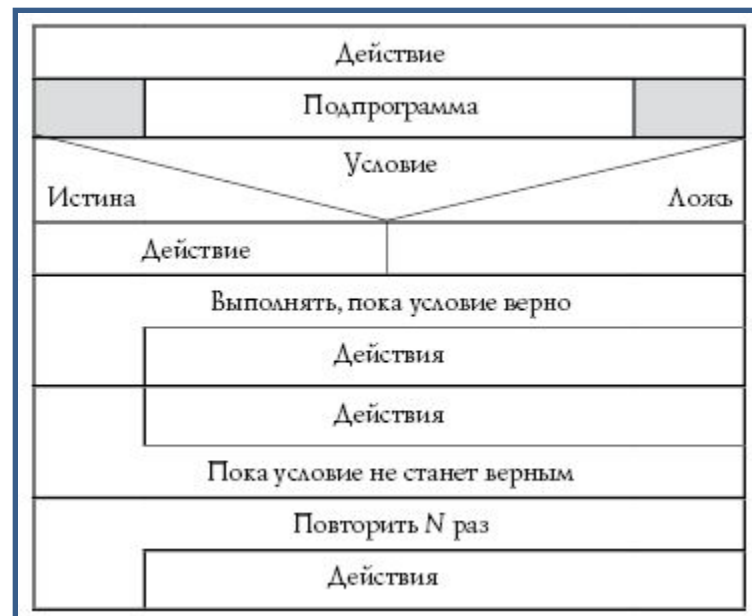 Действие
Подпрограмма
Условие
Истина
Ложь
Действие
Выполнять, пока условие верно
Действия
Действия
Пока условие не станет верным
Повторить N раз
Действия